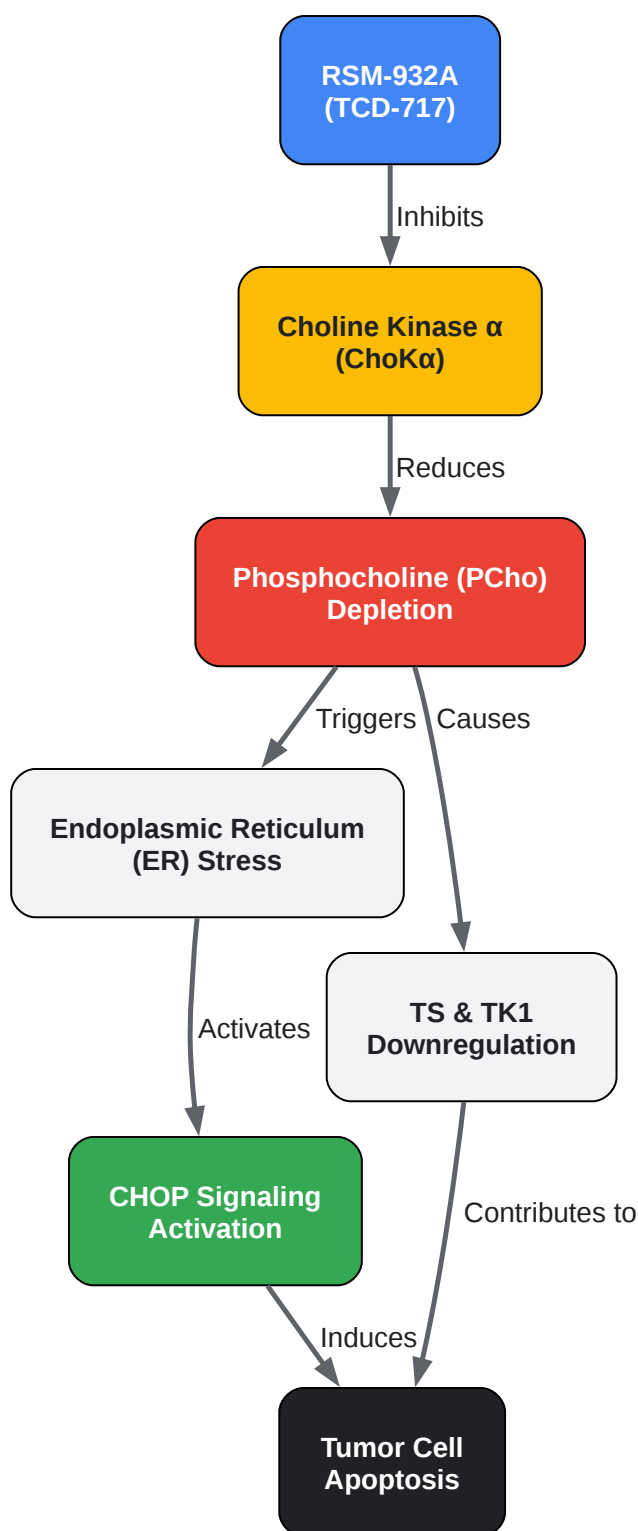 RSM-932A
(TCD-717)
Inhibits
Choline Kinase α
(ChoKα)
Reduces
Phosphocholine (PCho)
Depletion
Triggers
Causes
Endoplasmic Reticulum
(ER) Stress
TS & TK1
Downregulation
Activates
CHOP Signaling
Activation
Contributes to
Induces
Tumor Cell
Apoptosis